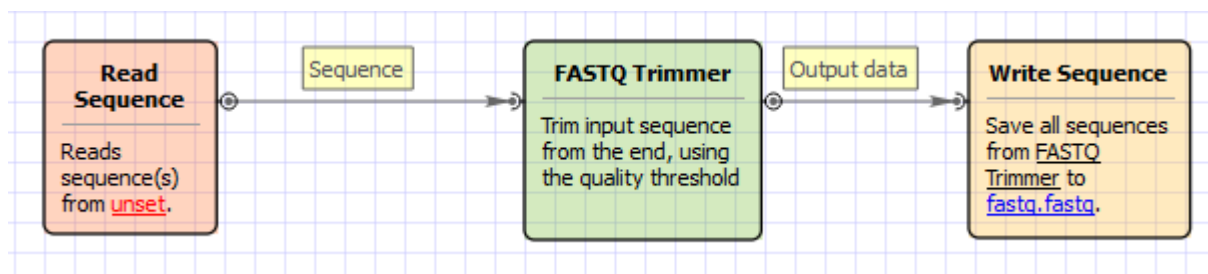 Read
Sequence
Reads
sequence(s)
from unset.
Sequence
FASTQ Trimmer
Trim input sequence
from the end, using
the quality threshold
Output data
Write Sequence
Save all sequences
from FASTQ
Trimmer to
fastq.fastq.